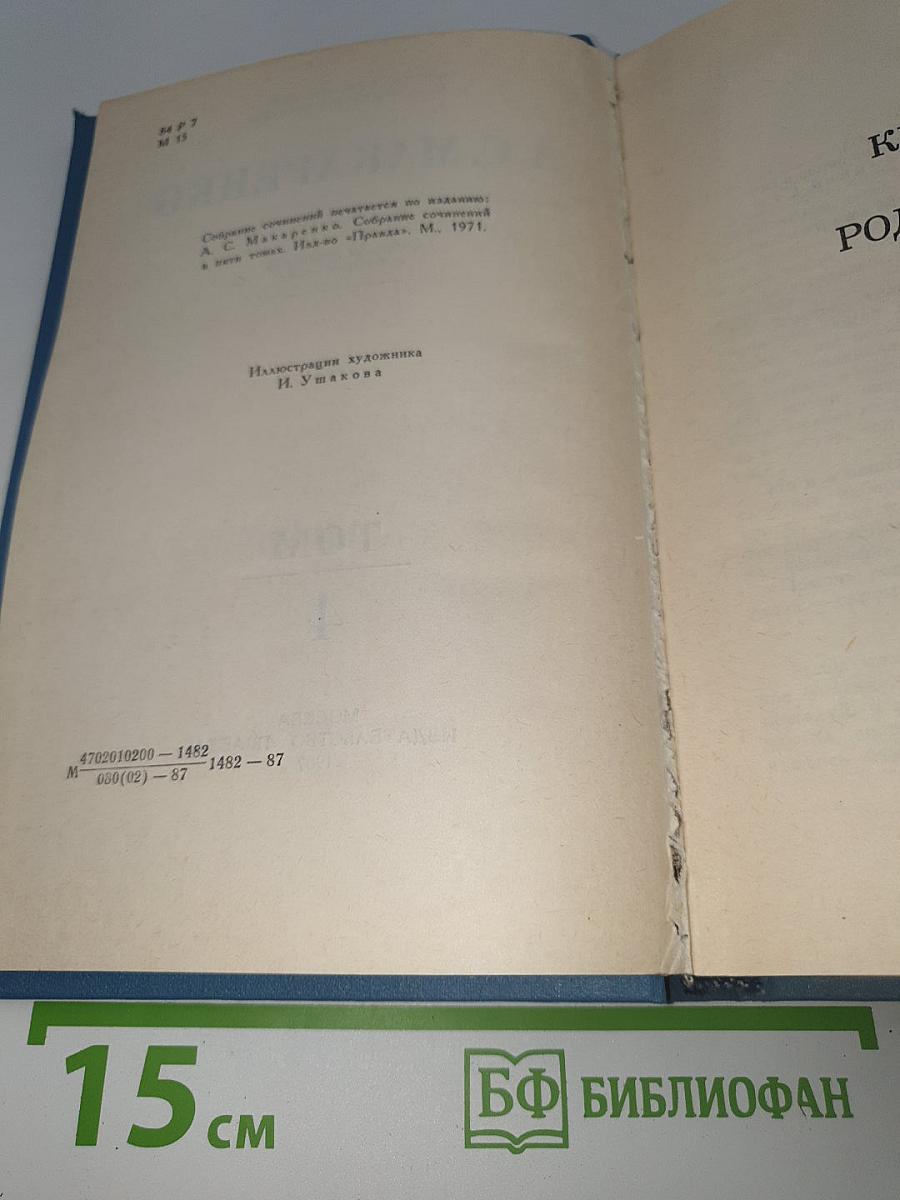 84 Р 7
М 15
Собрание сочинений печатается по изданию:
А. С. Макаренко. Собрание сочинений
в пяти томах. Изд-во «Правда». М., 1971.
Иллюстрации художника
И. Ушакова
М 4702010200 — 1482
080(02) — 87
1482 — 87
К
РОД
15 см
БФ БИБЛИОФАН